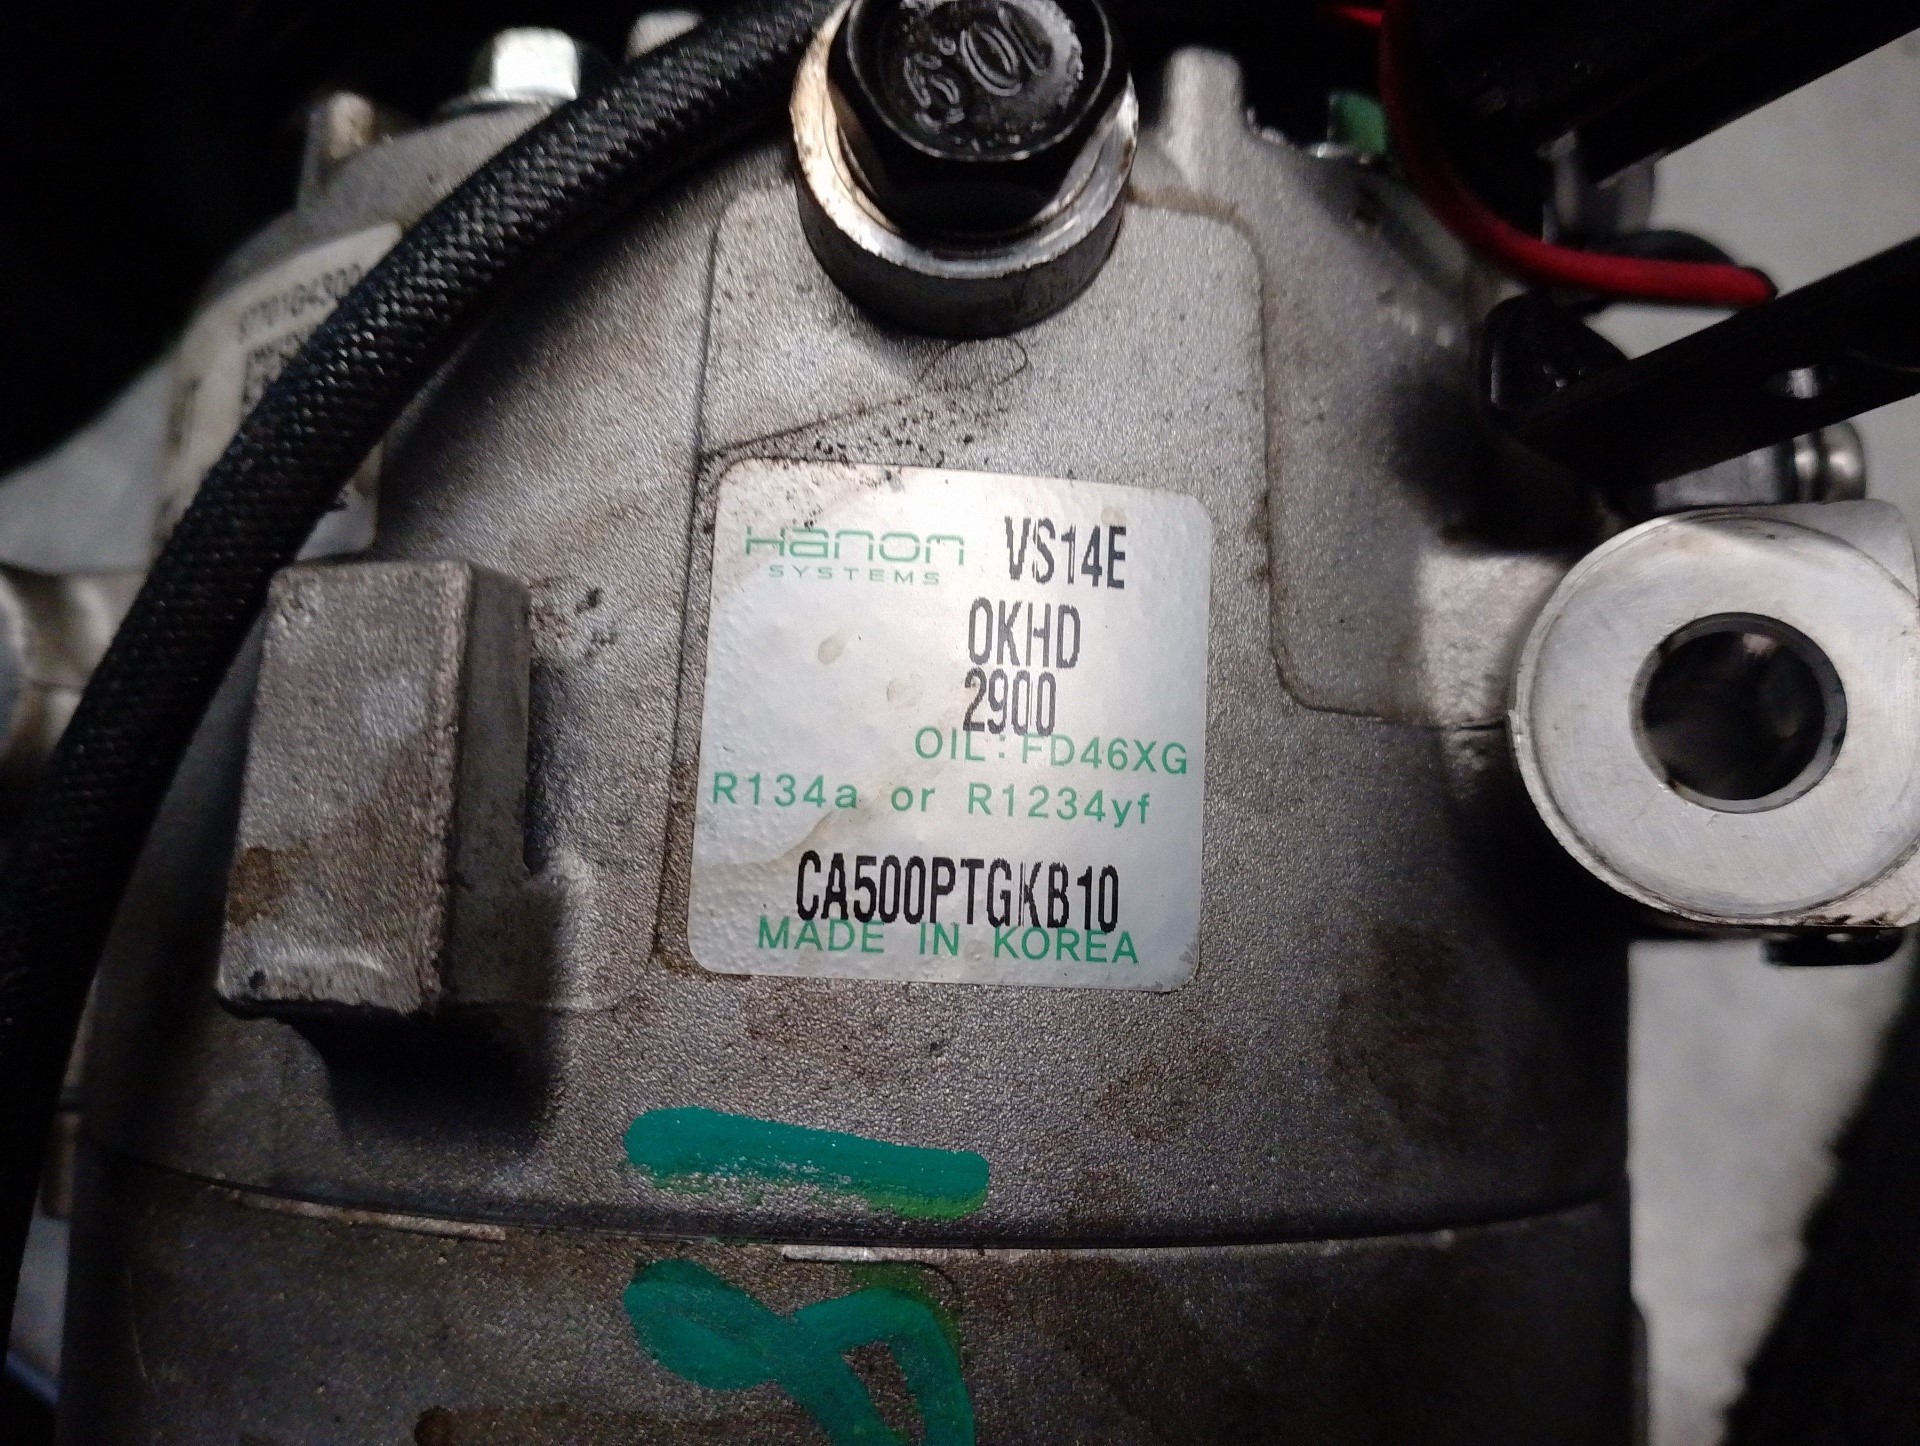 Hanon VS14E
SYSTEMS
0KHD
2900
OIL: FD46XG
R134a or R1234yf
CA500PTGKB10
MADE IN KOREA